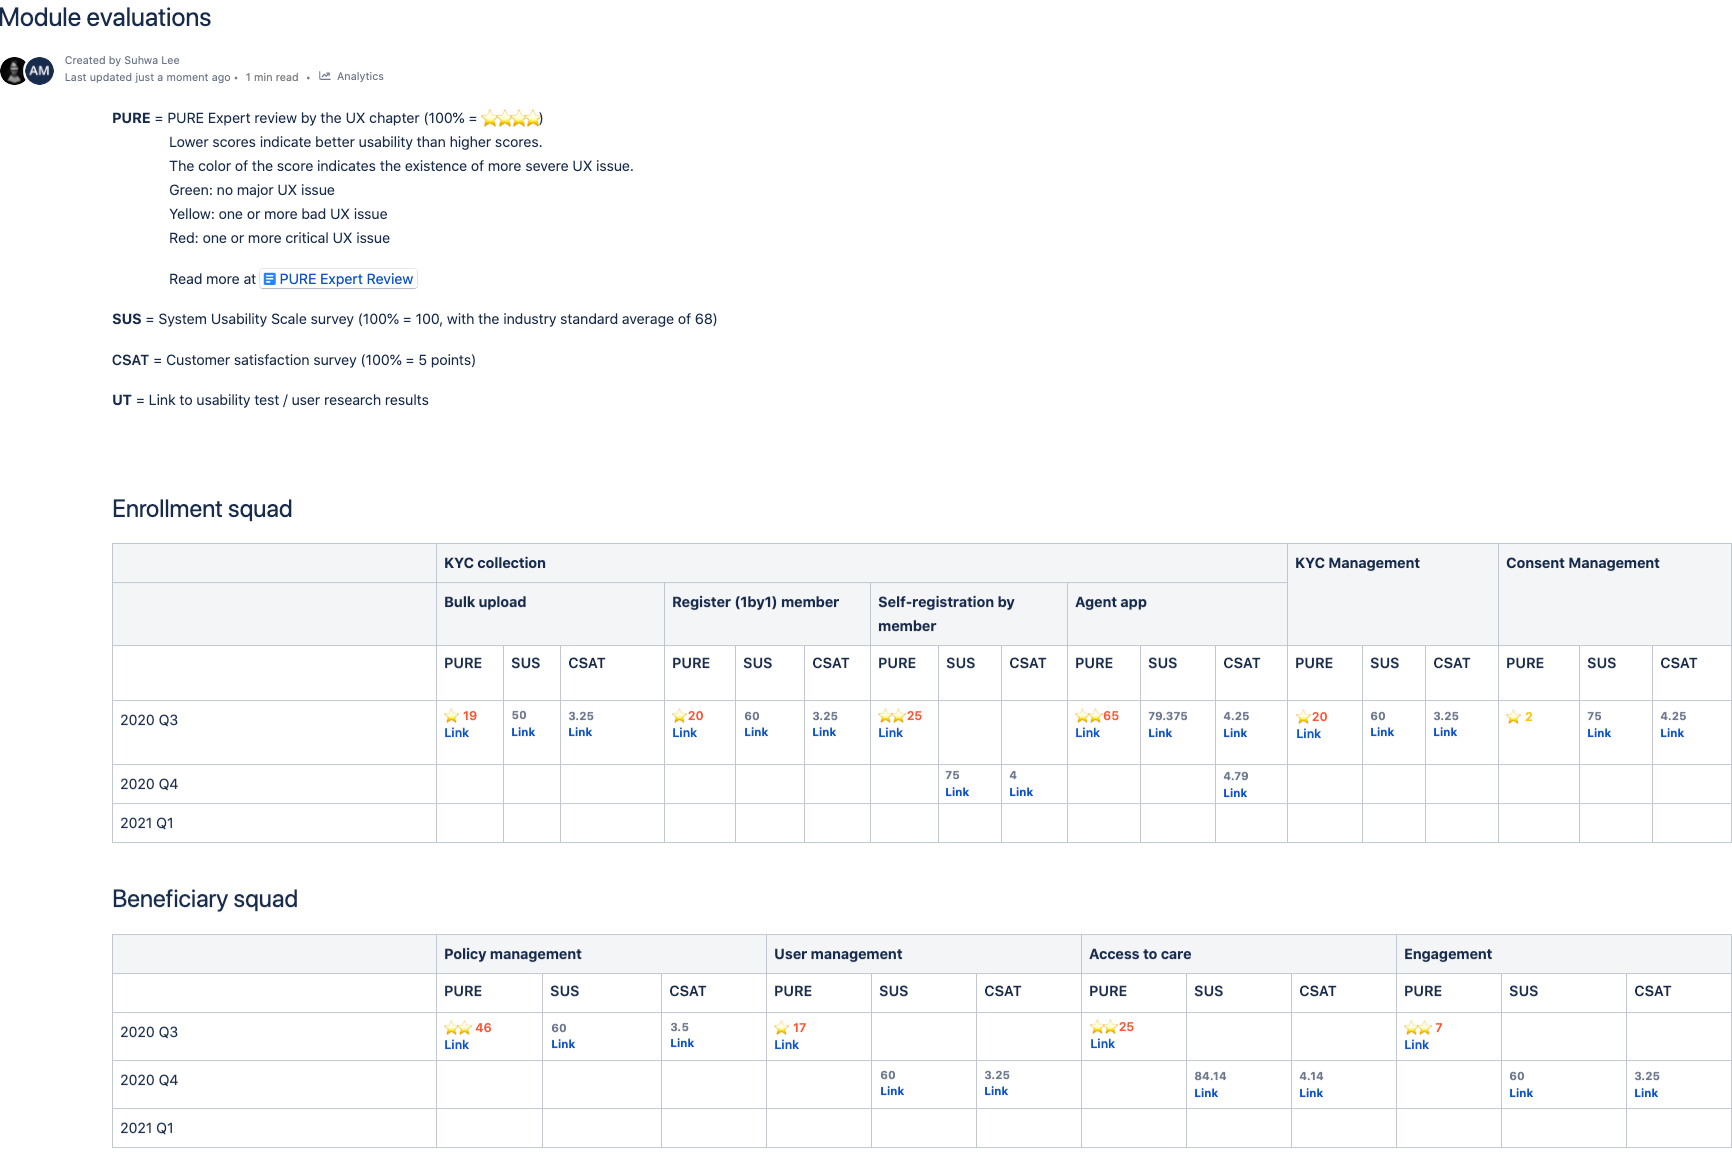 Module evaluations
AM
Created by Suhwa Lee
Last updated just a moment ago • 1 min read • Analytics
PURE = PURE Expert review by the UX chapter (100% = ⭐⭐⭐⭐)
Lower scores indicate better usability than higher scores.
The color of the score indicates the existence of more severe UX issue.
Green: no major UX issue
Yellow: one or more bad UX issue
Red: one or more critical UX issue
Read more at PURE Expert Review
SUS = System Usability Scale survey (100% = 100, with the industry standard average of 68)
CSAT = Customer satisfaction survey (100% = 5 points)
UT = Link to usability test / user research results
Enrollment squad
KYC collection KYC Management Consent Management
Bulk upload Register (1by1) member Self-registration by member Agent app
PURE SUS CSAT PURE SUS CSAT PURE SUS CSAT PURE SUS CSAT PURE SUS CSAT PURE SUS CSAT
2020 Q3 ⭐ 19 50 3.25 ⭐20 60 3.25 ⭐⭐25 ⭐⭐65 79.375 4.25 ⭐20 60 3.25 ⭐ 2 75 4.25
Link Link Link Link Link Link Link Link Link Link Link Link Link Link Link
2020 Q4 75 4 4.79
Link Link Link
2021 Q1
Beneficiary squad
Policy management User management Access to care Engagement
PURE SUS CSAT PURE SUS CSAT PURE SUS CSAT PURE SUS CSAT
2020 Q3 ⭐⭐ 46 60 3.5 ⭐ 17 ⭐⭐25 ⭐⭐ 7
Link Link Link Link Link Link
2020 Q4 60 3.25 84.14 4.14 60 3.25
Link Link Link Link Link Link
2021 Q1